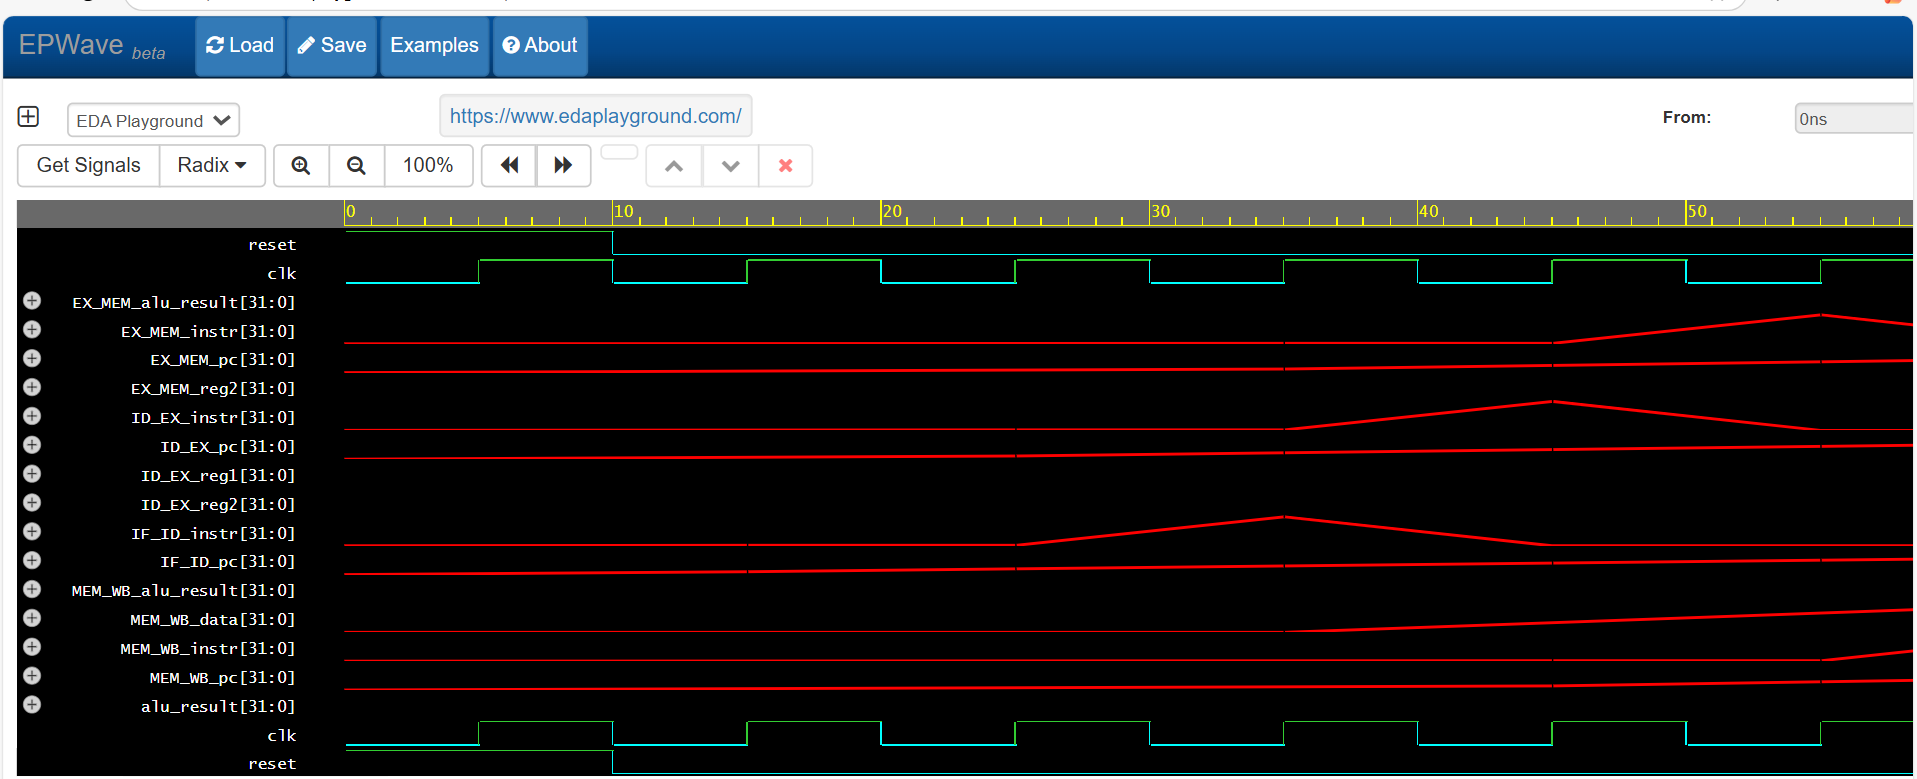 EPWave beta Load Save Examples About
EDA Playground https://www.edaplayground.com/ From: 0ns
Get Signals Radix 100%
0 10 20 30 40 50
reset
clk
EX_MEM_alu_result[31:0]
EX_MEM_instr[31:0]
EX_MEM_pc[31:0]
EX_MEM_reg2[31:0]
ID_EX_instr[31:0]
ID_EX_pc[31:0]
ID_EX_reg1[31:0]
ID_EX_reg2[31:0]
IF_ID_instr[31:0]
IF_ID_pc[31:0]
MEM_WB_alu_result[31:0]
MEM_WB_data[31:0]
MEM_WB_instr[31:0]
MEM_WB_pc[31:0]
alu_result[31:0]
clk
reset